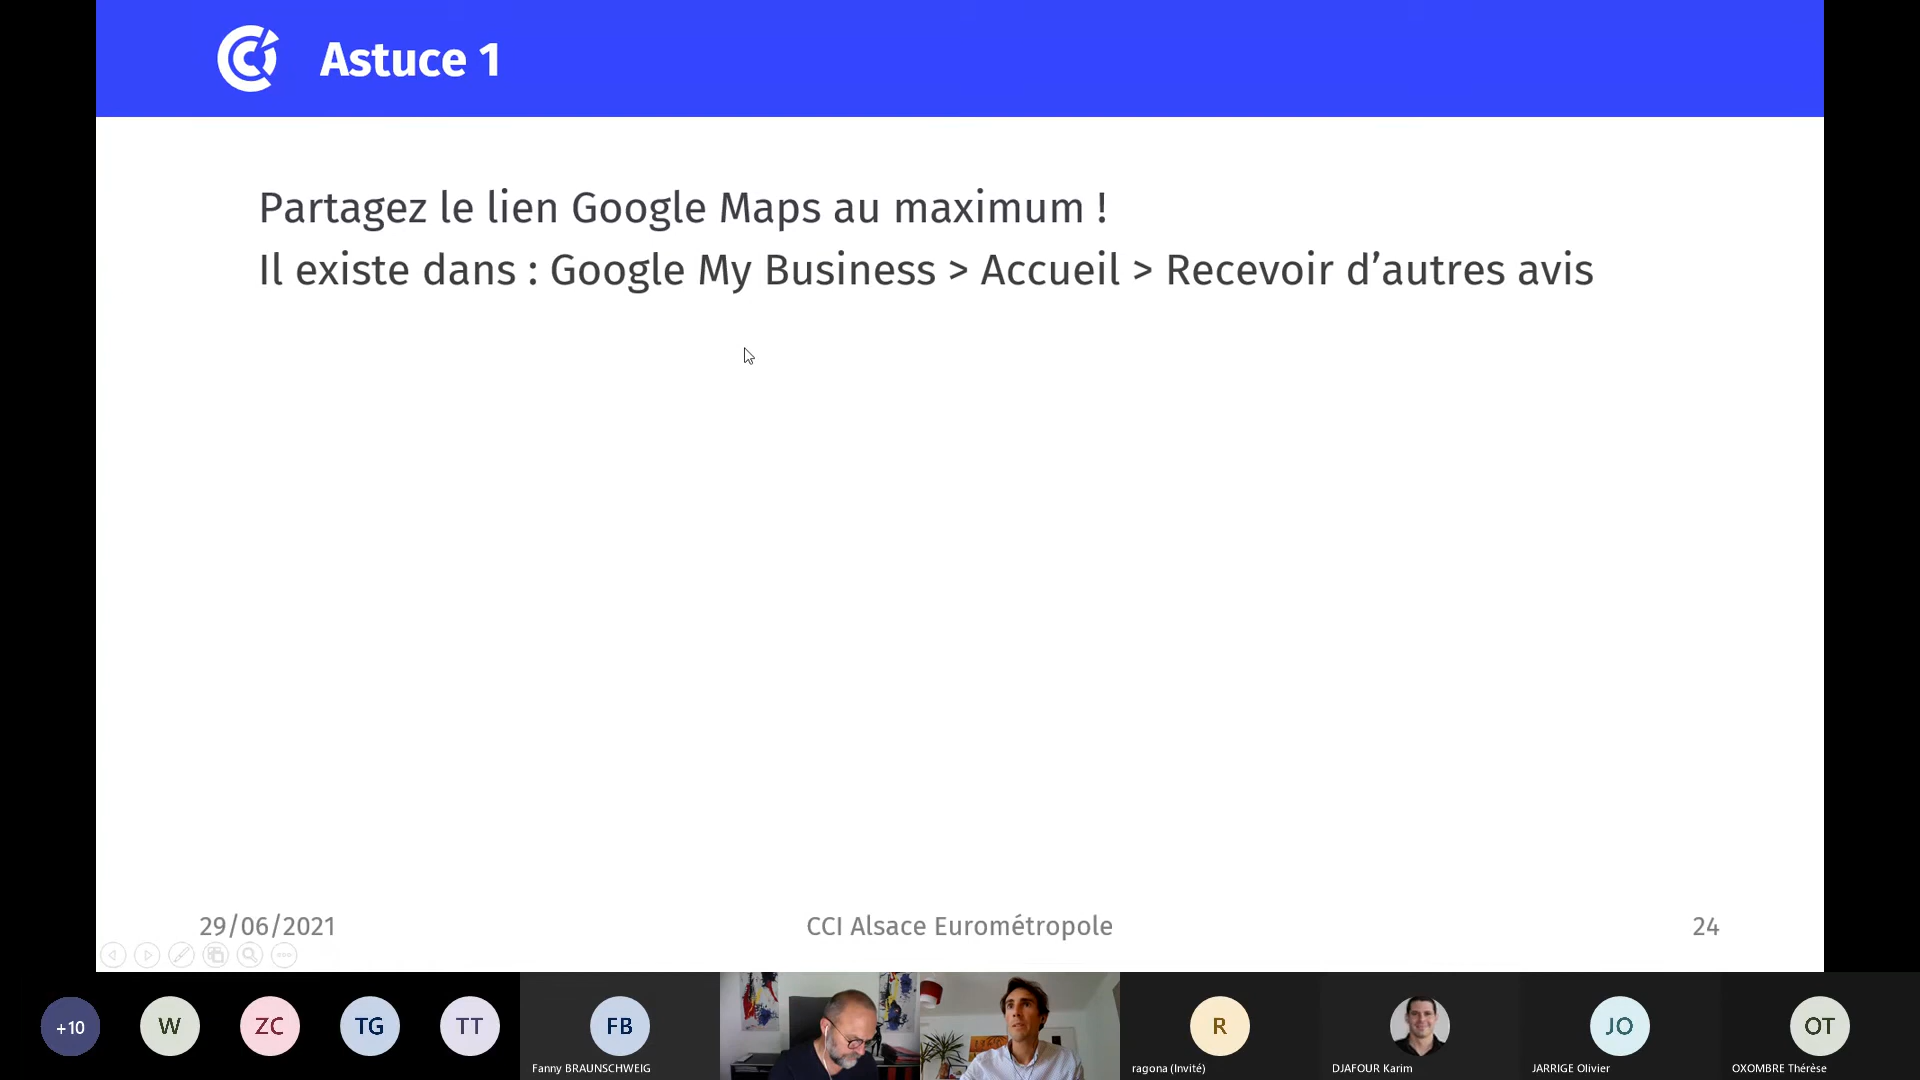 Astuce 1
Partagez le lien Google Maps au maximum !
Il existe dans : Google My Business > Accueil > Recevoir d’autres avis
29/06/2021
CCI Alsace Eurométropole
24
+10
W
ZC
TG
TT
FB
R
JO
OT
Fanny BRAUNSCHWEIG
ragona (Invité)
DJAFOUR Karim
JARRIGE Olivier
OXOMBRE Thérèse